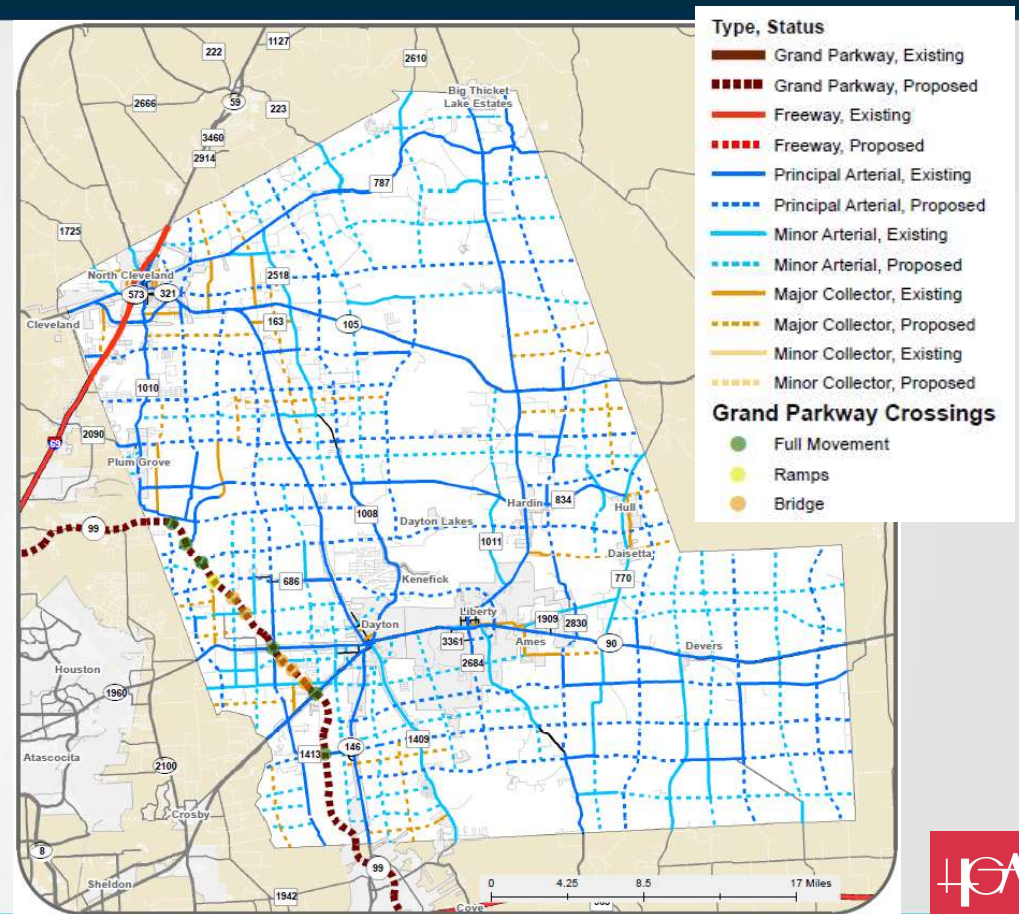 Type, Status
Grand Parkway, Existing
Grand Parkway, Proposed
Freeway, Existing
Freeway, Proposed
Principal Arterial, Existing
Principal Arterial, Proposed
Minor Arterial, Existing
Minor Arterial, Proposed
Major Collector, Existing
Major Collector, Proposed
Minor Collector, Existing
Minor Collector, Proposed
Grand Parkway Crossings
Full Movement
Ramps
Bridge
1127
222
2610
Big Thicket
Lake Estates
59
2666
223
3460
2914
787
1725
North Cleveland
2518
573
321
Cleveland
163
105
1010
69
2090
Plum Grove
Hardin
834
Hull
1008
Dayton Lakes
99
1011
Daisetta
686
Kenefick
770
Liberty
Dayton
1909
2830
3361
Ames
90
Devers
2684
Houston
1960
1409
146
1413
Atascocita
2100
Crosby
8
99
Sheldon
1942
Cove
0
4.25
8.5
17 Miles